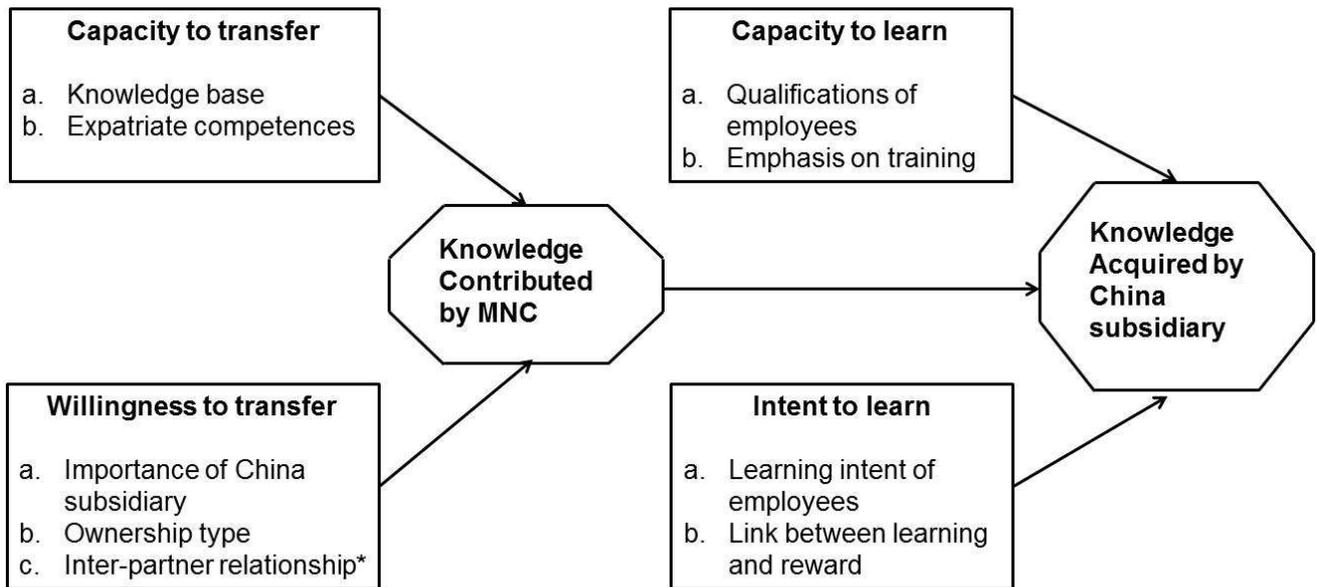 Capacity to transfer
a. Knowledge base
b. Expatriate competences
Capacity to learn
a. Qualifications of
employees
b. Emphasis on training
Knowledge
Contributed
by MNC
Knowledge
Acquired by
China
subsidiary
Willingness to transfer
a. Importance of China
subsidiary
b. Ownership type
c. Inter-partner relationship*
Intent to learn
a. Learning intent of
employees
b. Link between learning
and reward